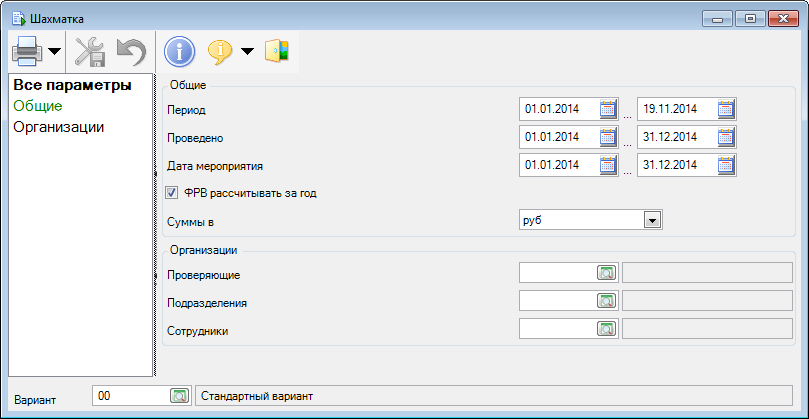 Шахматка
Все параметры
Общие
Организации
Общие
Период 01.01.2014 ... 19.11.2014
Проведено 01.01.2014 ... 31.12.2014
Дата мероприятия 01.01.2014 ... 31.12.2014
ФРВ рассчитывать за год
Суммы в руб
Организации
Проверяющие
Подразделения
Сотрудники
Вариант 00 Стандартный вариант